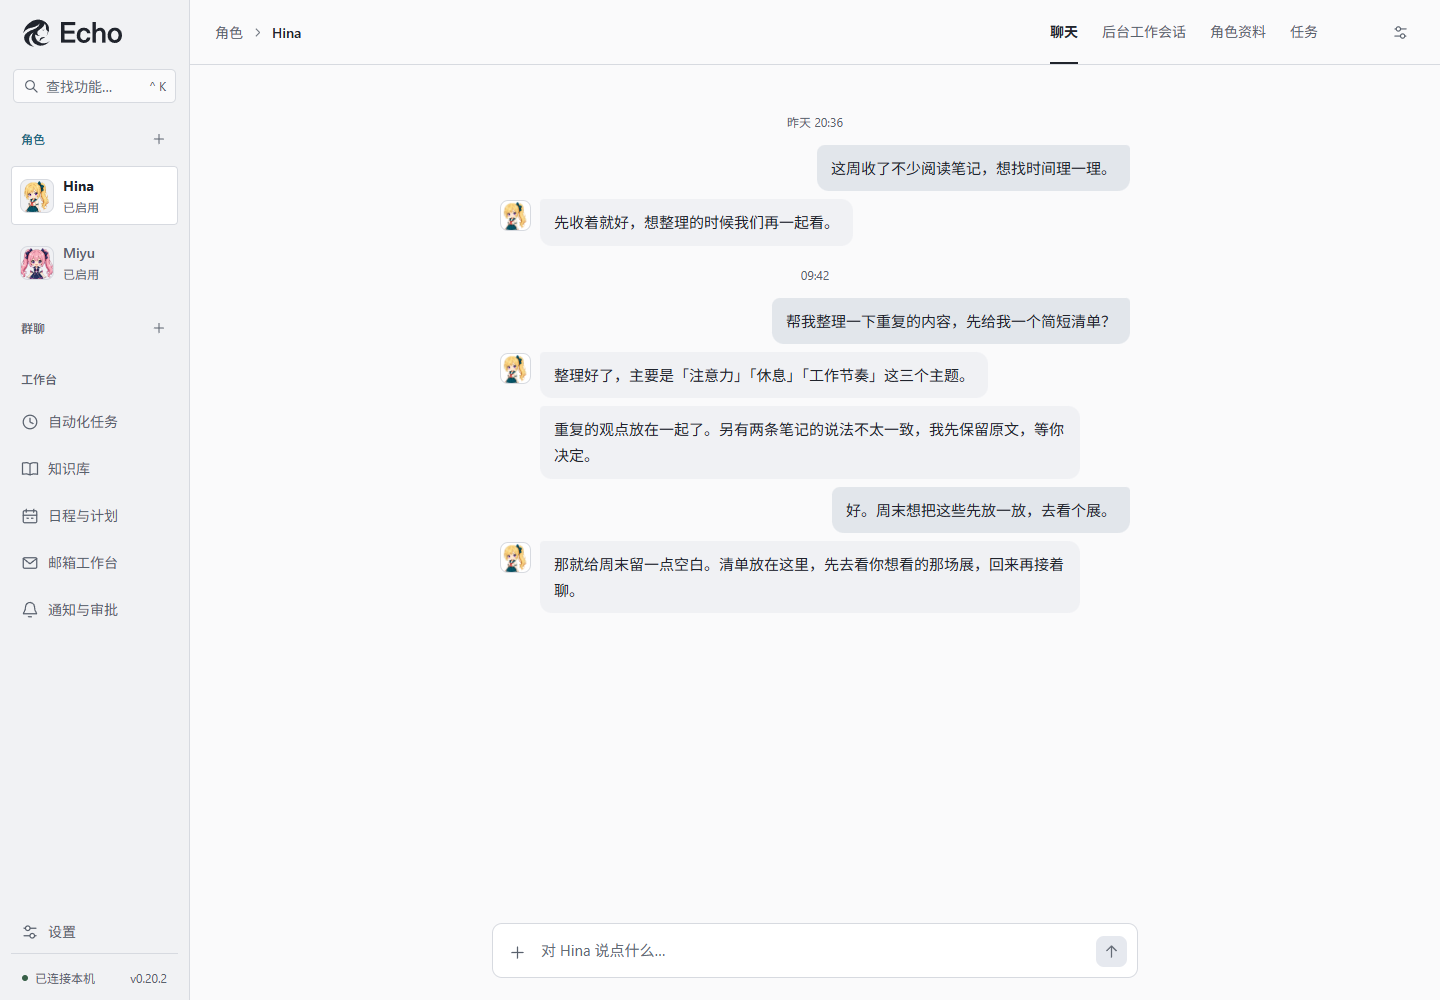 Echo
查找功能... ^ K
角色
Hina
已启用
Miyu
已启用
群聊
工作台
自动化任务
知识库
日程与计划
邮箱工作台
通知与审批
设置
已连接本机 v0.20.2
角色 > Hina
聊天 后台工作会话 角色资料 任务
昨天 20:36
这周收了不少阅读笔记，想找时间理一理。
先收着就好，想整理的时候我们再一起看。
09:42
帮我整理一下重复的内容，先给我一个简短清单？
整理好了，主要是「注意力」「休息」「工作节奏」这三个主题。
重复的观点放在一起了。另有两条笔记的说法不太一致，我先保留原文，等你
决定。
好。周末想把这些先放一放，去看个展。
那就给周末留一点空白。清单放在这里，先去看你想看的那场展，回来再接着
聊。
对 Hina 说点什么...